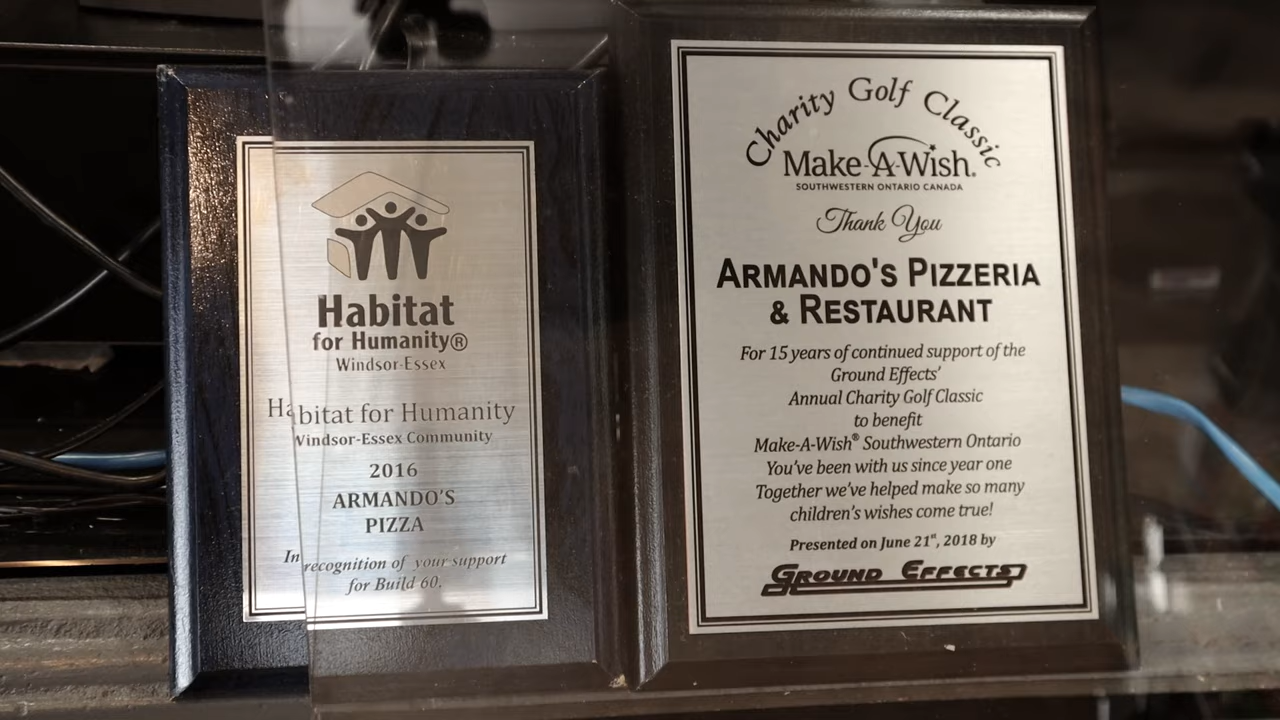 Habitat
for Humanity®
Windsor-Essex
Habitat for Humanity
Windsor-Essex Community
2016
ARMANDO'S
PIZZA
In recognition of your support
for Build 60.
Charity Golf Classic
Make-A-Wish.
SOUTHWESTERN ONTARIO CANADA
Thank You
ARMANDO'S PIZZERIA
& RESTAURANT
For 15 years of continued support of the
Ground Effects'
Annual Charity Golf Classic
to benefit
Make-A-Wish® Southwestern Ontario
You've been with us since year one
Together we've helped make so many
children's wishes come true!
Presented on June 21st, 2018 by
GROUND EFFECTS